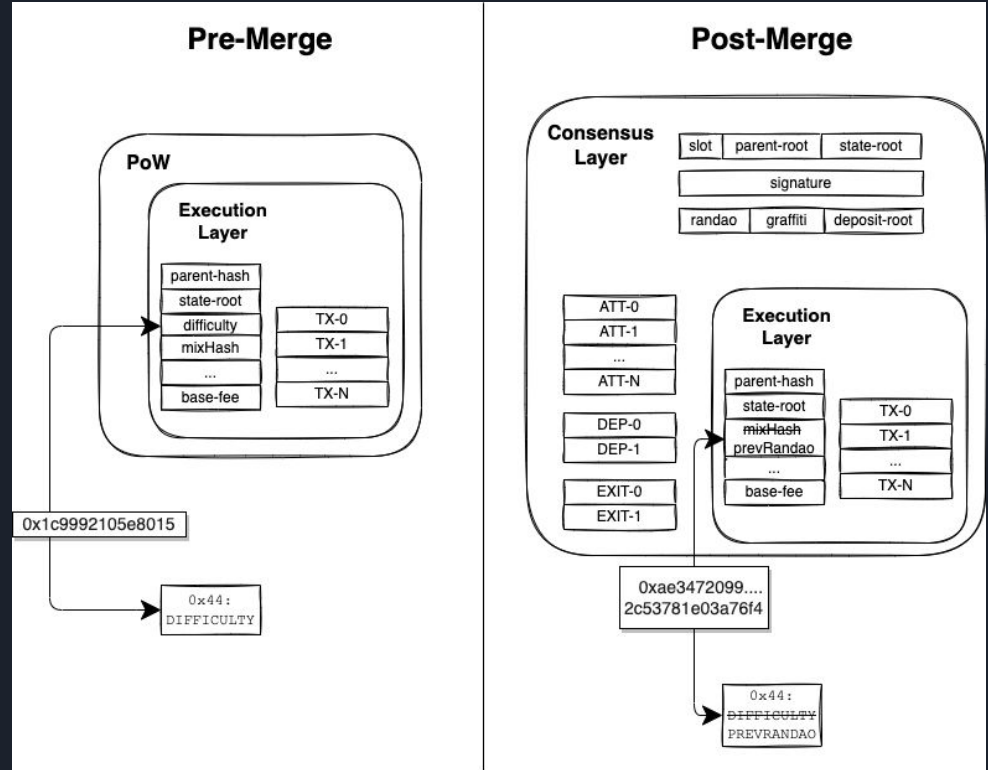 Pre-Merge
PoW
Execution
Layer
parent-hash
state-root
difficulty
mixHash
...
base-fee
TX-0
TX-1
...
TX-N
0x1c9992105e8015
0x44:
DIFFICULTY
Post-Merge
Consensus
Layer
slot parent-root state-root
signature
randao graffiti deposit-root
ATT-0
ATT-1
...
ATT-N
DEP-0
DEP-1
EXIT-0
EXIT-1
Execution
Layer
parent-hash
state-root
mixHash
prevRandao
...
base-fee
TX-0
TX-1
...
TX-N
0xae3472099....
2c53781e03a76f4
0x44:
DIFFICULTY
PREVRANDAO